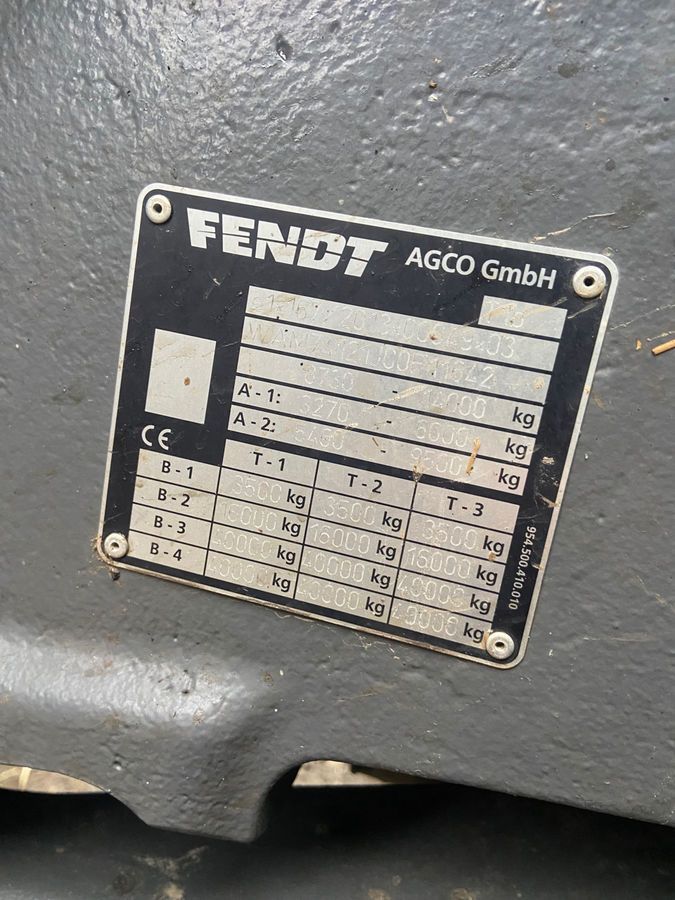 FENDT AGCO GmbH
14000 kg
A - 1: 3270 - kg
A - 2: - kg
CE
T - 1 T - 2 T - 3
B - 1 3500 kg 3500 kg 3500 kg
B - 2 16000 kg 16000 kg 16000 kg
B - 3 40000 kg 40000 kg 40000 kg
B - 4 40000 kg 40000 kg 40000 kg
954.500.410.010